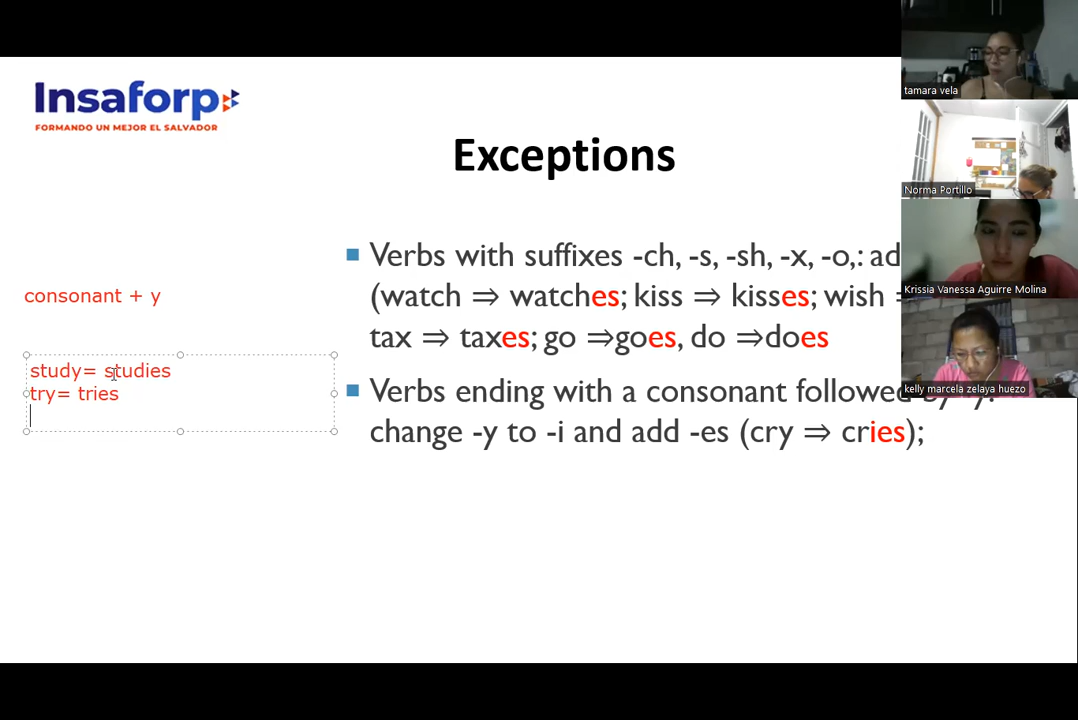 Insaforp
FORMANDO UN MEJOR EL SALVADOR
Exceptions
Verbs with suffixes -ch, -s, -sh, -x, -o,: ad
(watch ⇒ watches; kiss ⇒ kisses; wish =
tax ⇒ taxes; go ⇒goes, do ⇒does
Verbs ending with a consonant followed by -y:
change -y to -i and add -es (cry ⇒ cries);
consonant + y
study= studies
try= tries
tamara vela
Norma Portillo
Krissia Vanessa Aguirre Molina
kelly marcela zelaya huezo